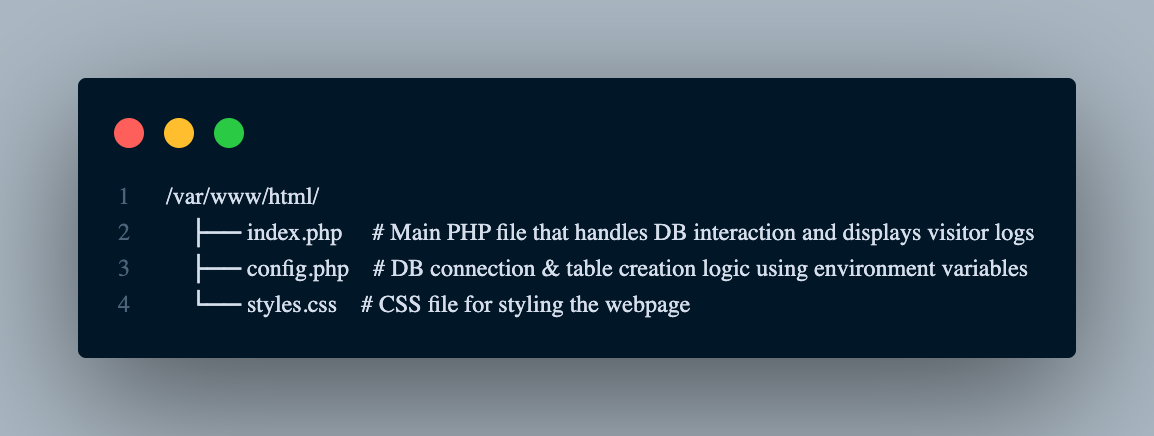 1 /var/www/html/
2 ├── index.php # Main PHP file that handles DB interaction and displays visitor logs
3 ├── config.php # DB connection & table creation logic using environment variables
4 └── styles.css # CSS file for styling the webpage